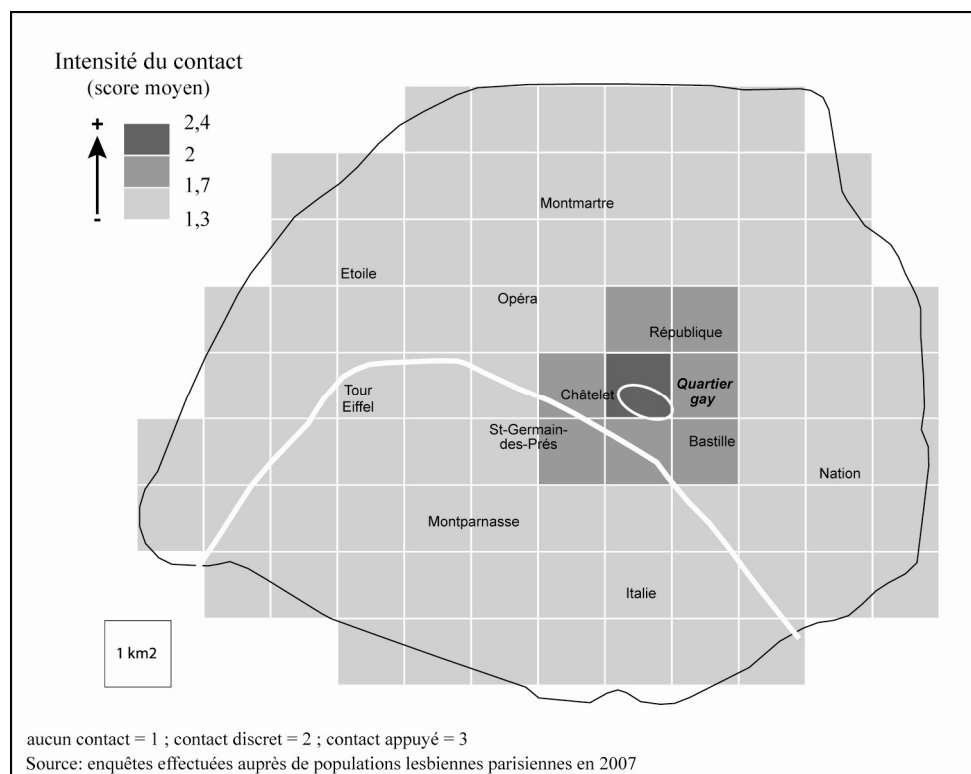 Intensité du contact
(score moyen)
+
2,4
2
1,7
-
1,3
Montmartre
Etoile
Opéra
République
Tour
Eiffel
Châtelet
Quartier
gay
St-Germain-
des-Prés
Bastille
Nation
Montparnasse
Italie
1 km2
aucun contact = 1 ; contact discret = 2 ; contact appuyé = 3
Source: enquêtes effectuées auprès de populations lesbiennes parisiennes en 2007